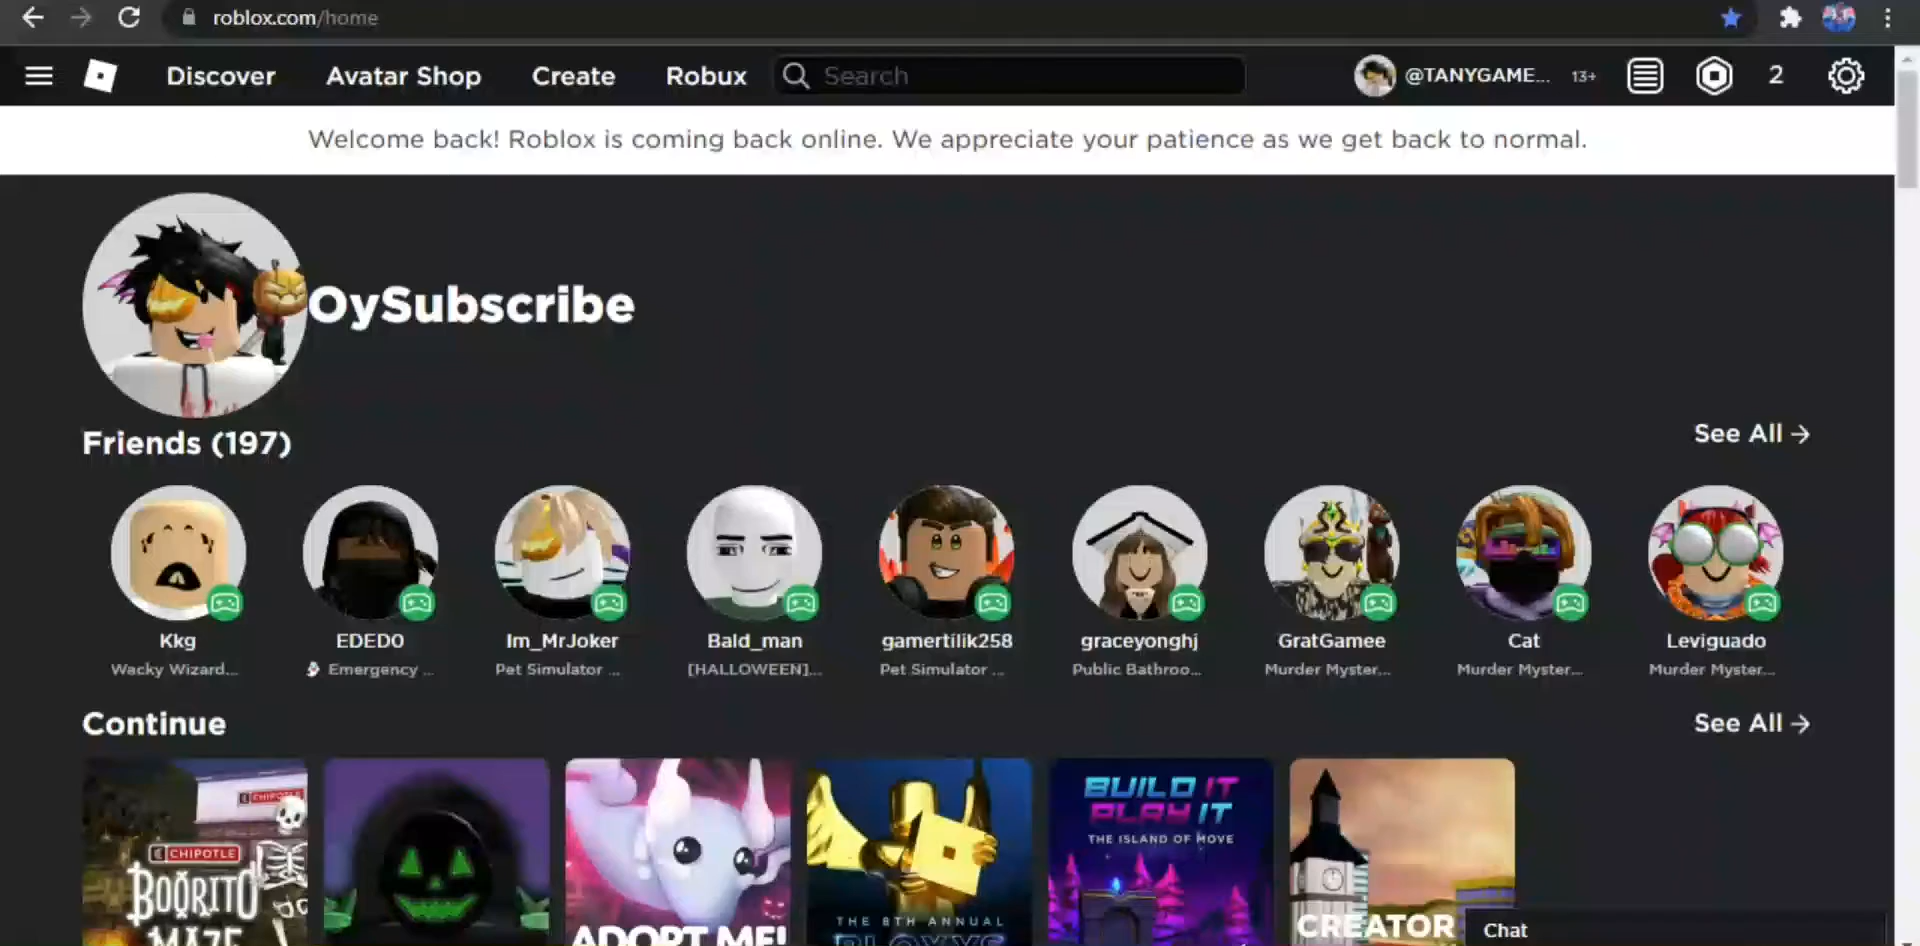 roblox.com/home
Discover
Avatar Shop
Create
Robux
Search
@TANYGAME...
13+
2
Welcome back! Roblox is coming back online. We appreciate your patience as we get back to normal.
OySubscribe
Friends (197)
See All →
Kkg
EDED0
Im_MrJoker
Bald_man
gamertilik258
graceyonghj
GratGamee
Cat
Leviguado
Wacky Wizard...
Emergency ...
Pet Simulator ...
[HALLOWEEN]...
Pet Simulator ...
Public Bathroo...
Murder Myster...
Murder Myster...
Murder Myster...
Continue
See All →
CHIPOTLE
CHIPOTLE
BOORITO
MAZE
ADOPT ME!
THE 8TH ANNUAL
BLOXYS
BUILD IT
PLAY IT
THE ISLAND OF MOVE
CREATOR
Chat